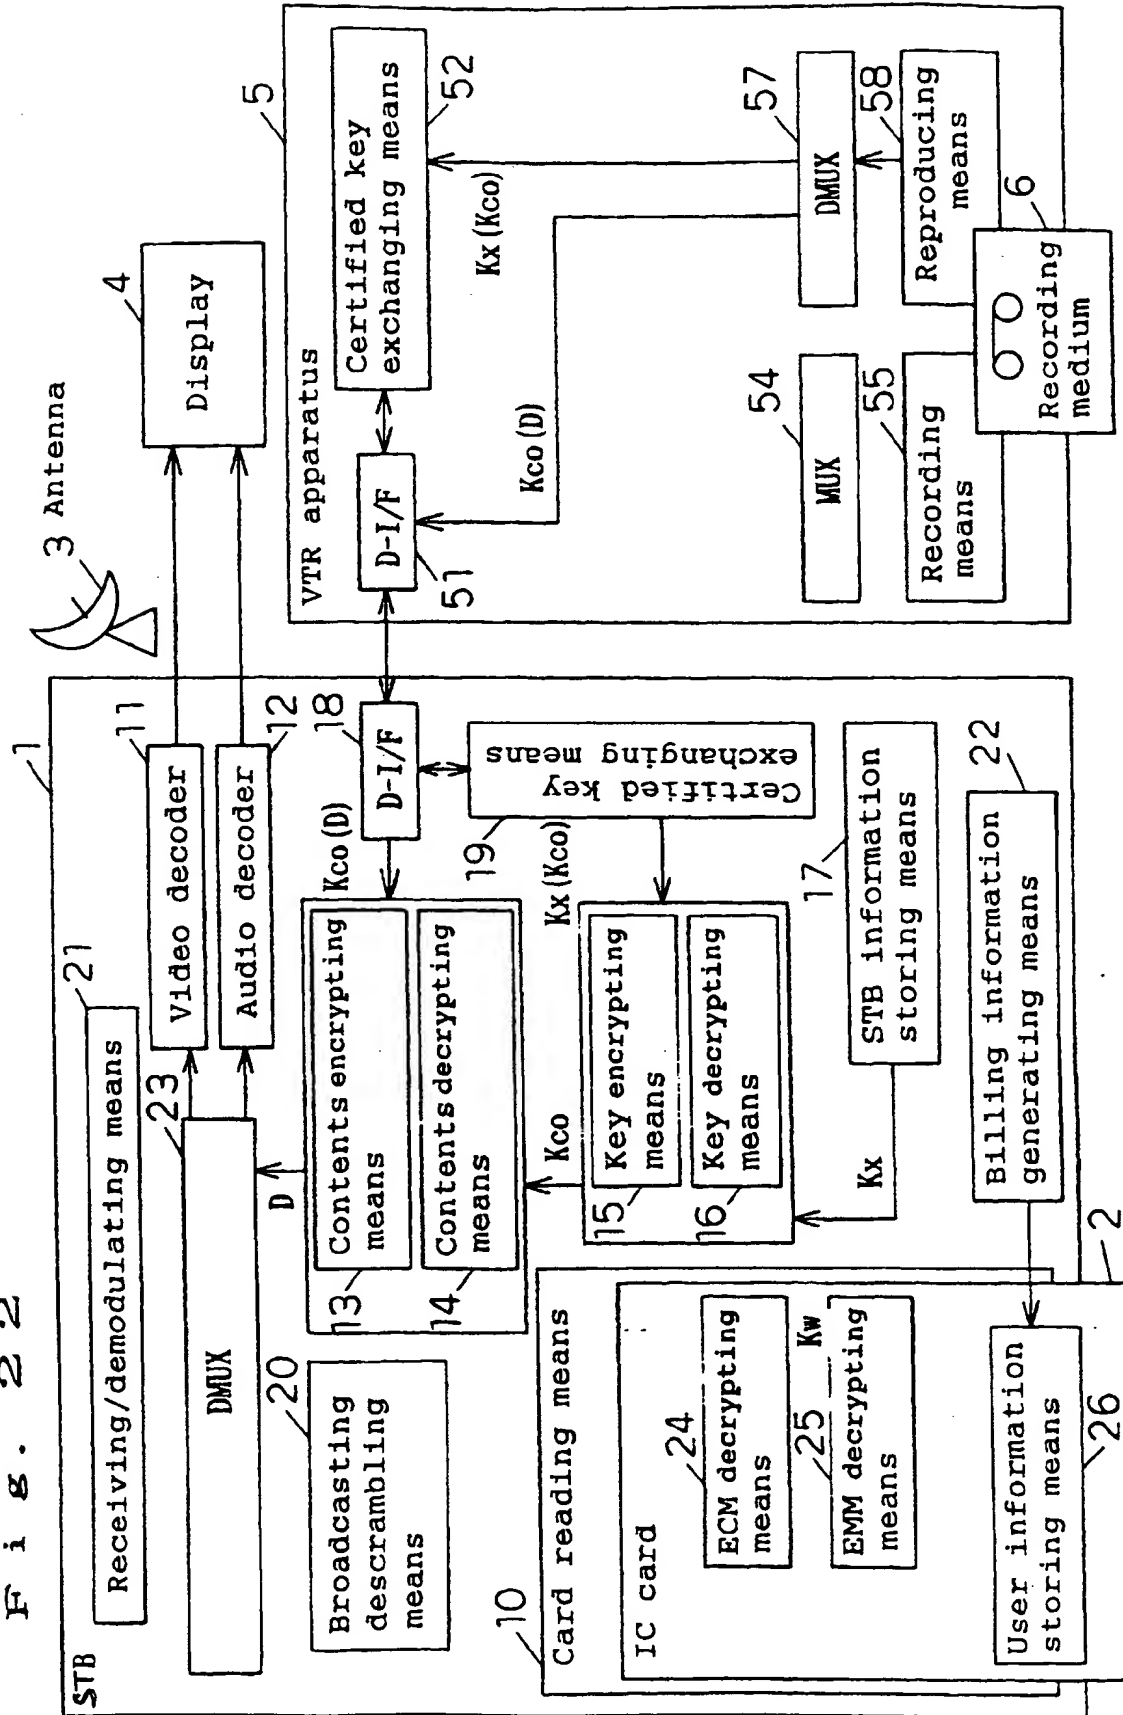 Fig. 22
STB
1
Receiving/demodulating means
21
DMUX
23
Video decoder
11
Audio decoder
12
3 Antenna
Display
4
Broadcasting
descrambling
means
20
D
Contents encrypting
means
13
Contents decrypting
means
14
Kco(D)
D-I/F
18
Certified key
exchanging means
19
Kx(Kco)
Kco
Key encrypting
means
15
Key decrypting
means
16
Kx
STB information
storing means
17
Billing information
generating means
22
Card reading means
10
IC card
2
ECM decrypting
means
24
EMM decrypting
means
25
Kw
User information
storing means
26
VTR apparatus
5
D-I/F
51
Certified key
exchanging means
52
Kx(Kco)
Kco(D)
MUX
54
DMUX
57
Recording
means
55
Reproducing
means
58
Recording
medium
6